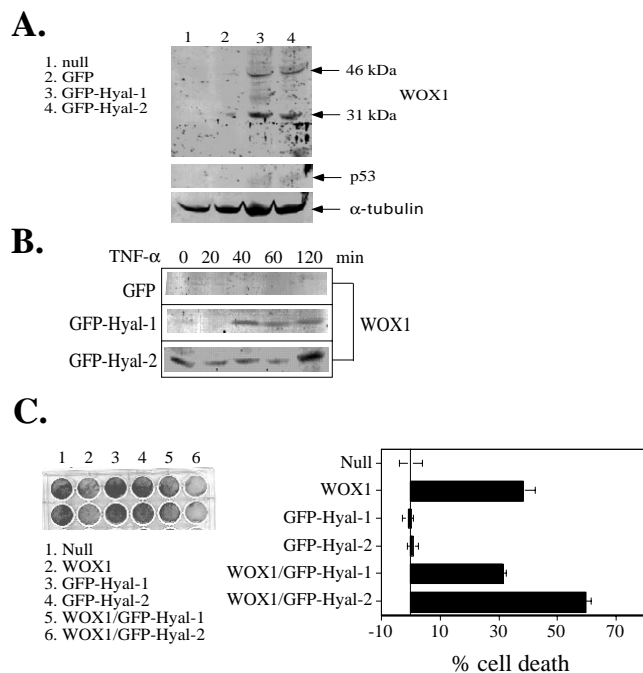 A.
1 2 3 4
1. null
2. GFP
3. GFP-Hyal-1
4. GFP-Hyal-2
46 kDa
WOX1
31 kDa
p53
α-tubulin
B.
TNF-α 0 20 40 60 120 min
GFP
GFP-Hyal-1
WOX1
GFP-Hyal-2
C.
1 2 3 4 5 6
1. Null
2. WOX1
3. GFP-Hyal-1
4. GFP-Hyal-2
5. WOX1/GFP-Hyal-1
6. WOX1/GFP-Hyal-2
Null
WOX1
GFP-Hyal-1
GFP-Hyal-2
WOX1/GFP-Hyal-1
WOX1/GFP-Hyal-2
-10 10 30 50 70
% cell death